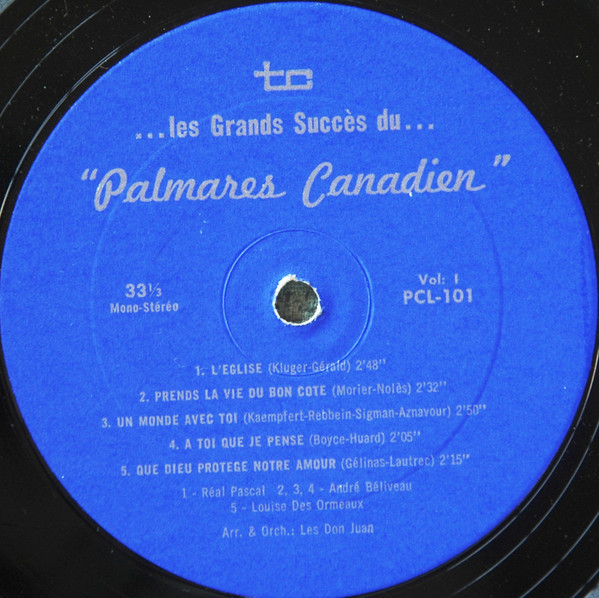 tc
...les Grands Succès du...
"Palmares Canadien"
33⅓
Mono-Stéréo
Vol: 1
PCL-101
1. L'EGLISE (Kluger-Gérald) 2'48"
2. PRENDS LA VIE DU BON COTE (Morier-Nolès) 2'32"
3. UN MONDE AVEC TOI (Kaempfert-Rebbein-Sigman-Aznavour) 2'50"
4. A TOI QUE JE PENSE (Boyce-Huard) 2'05"
5. QUE DIEU PROTEGE NOTRE AMOUR (Gélinas-Lautrec) 2'15"
1 - Réal Pascal 2, 3, 4 - André Béliveau
5 - Louise Des Ormeaux
Arr. & Orch.: Les Don Juan